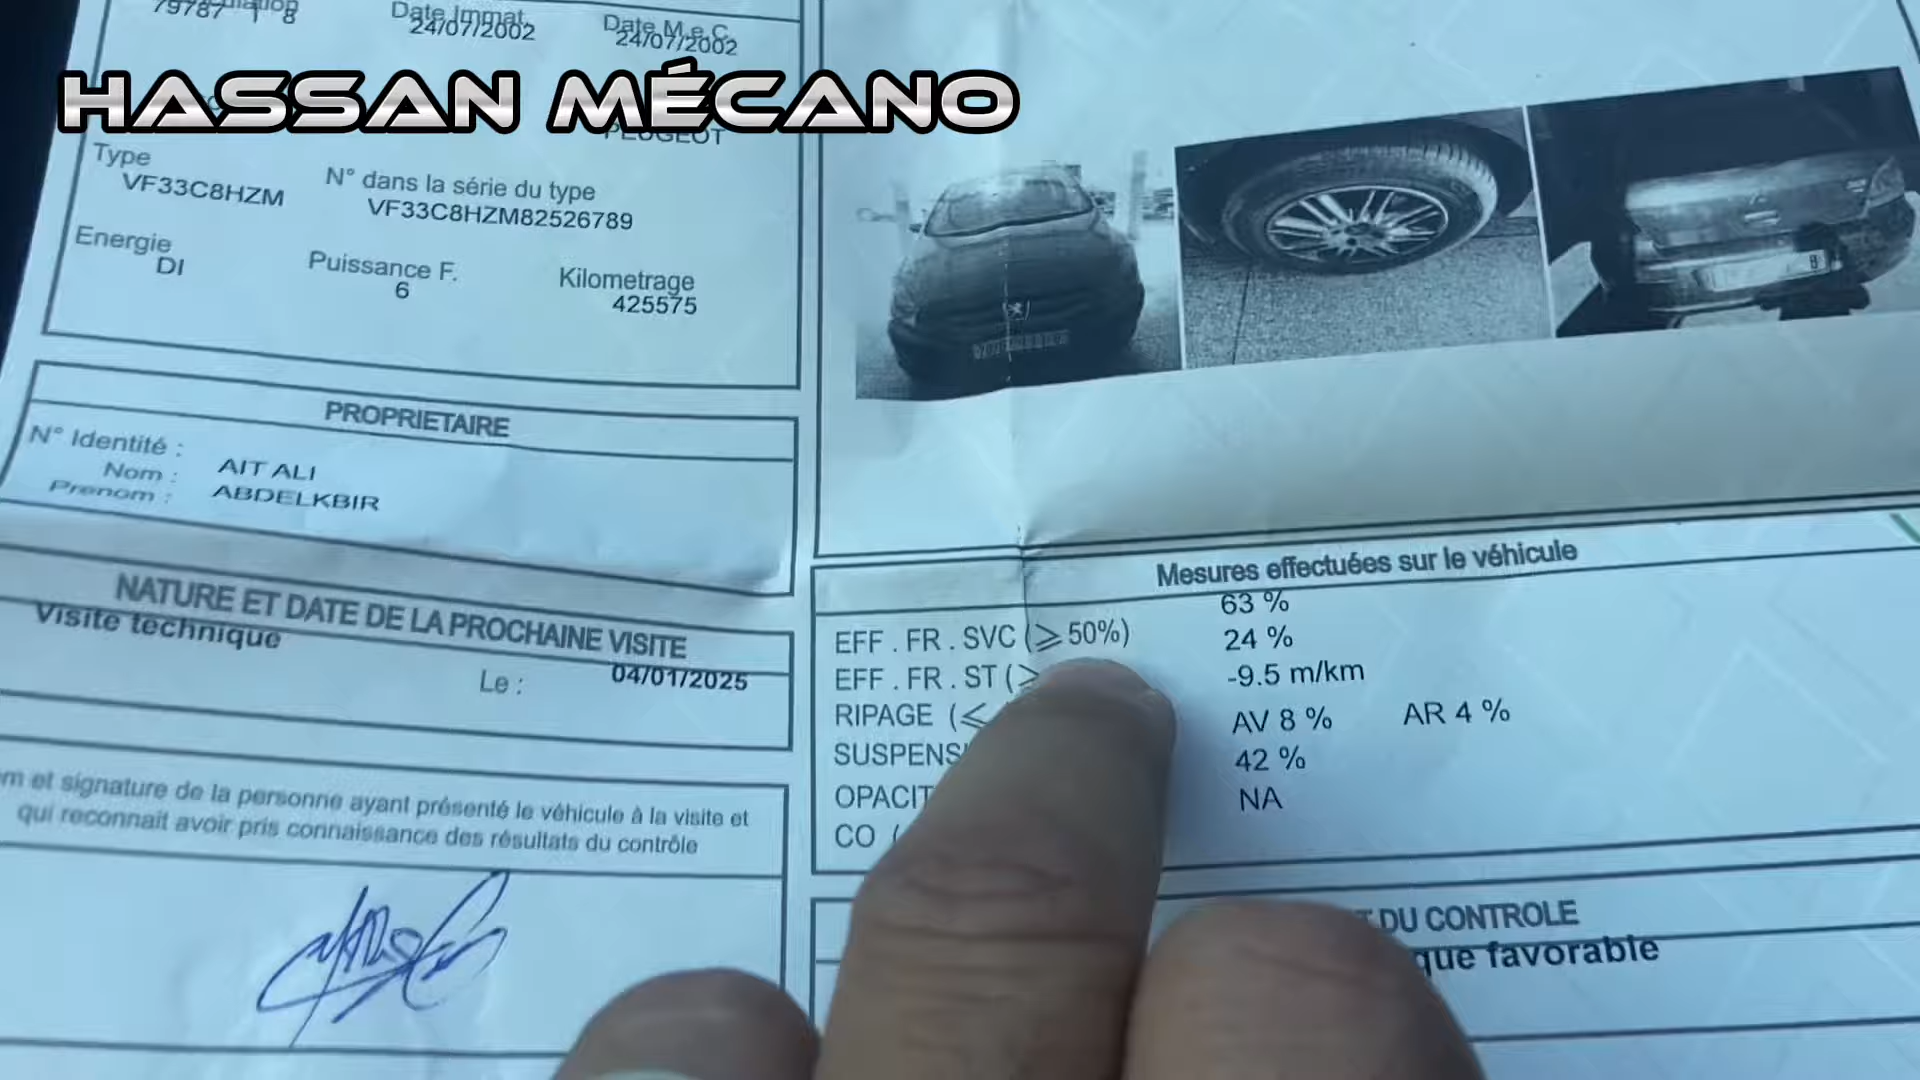 79787 1 8
Date Immat.
24/07/2002
Date M.e.C.
24/07/2002
HASSAN MÉCANO
PEUGEOT
Type
VF33C8HZM
N° dans la série du type
VF33C8HZM82526789
Energie
DI
Puissance F.
6
Kilometrage
425575
PROPRIETAIRE
N° Identité :
Nom : AIT ALI
Prenom : ABDELKBIR
NATURE ET DATE DE LA PROCHAINE VISITE
Visite technique
Le : 04/01/2025
et signature de la personne ayant présenté le véhicule à la visite et
qui reconnait avoir pris connaissance des résultats du contrôle
Mesures effectuées sur le véhicule
63 %
EFF . FR . SVC (⩾ 50%)
24 %
EFF . FR . ST (⩾
-9.5 m/km
RIPAGE (⩽
AV 8 % AR 4 %
SUSPENS
42 %
OPACIT
NA
CO (
DU CONTROLE
favorable